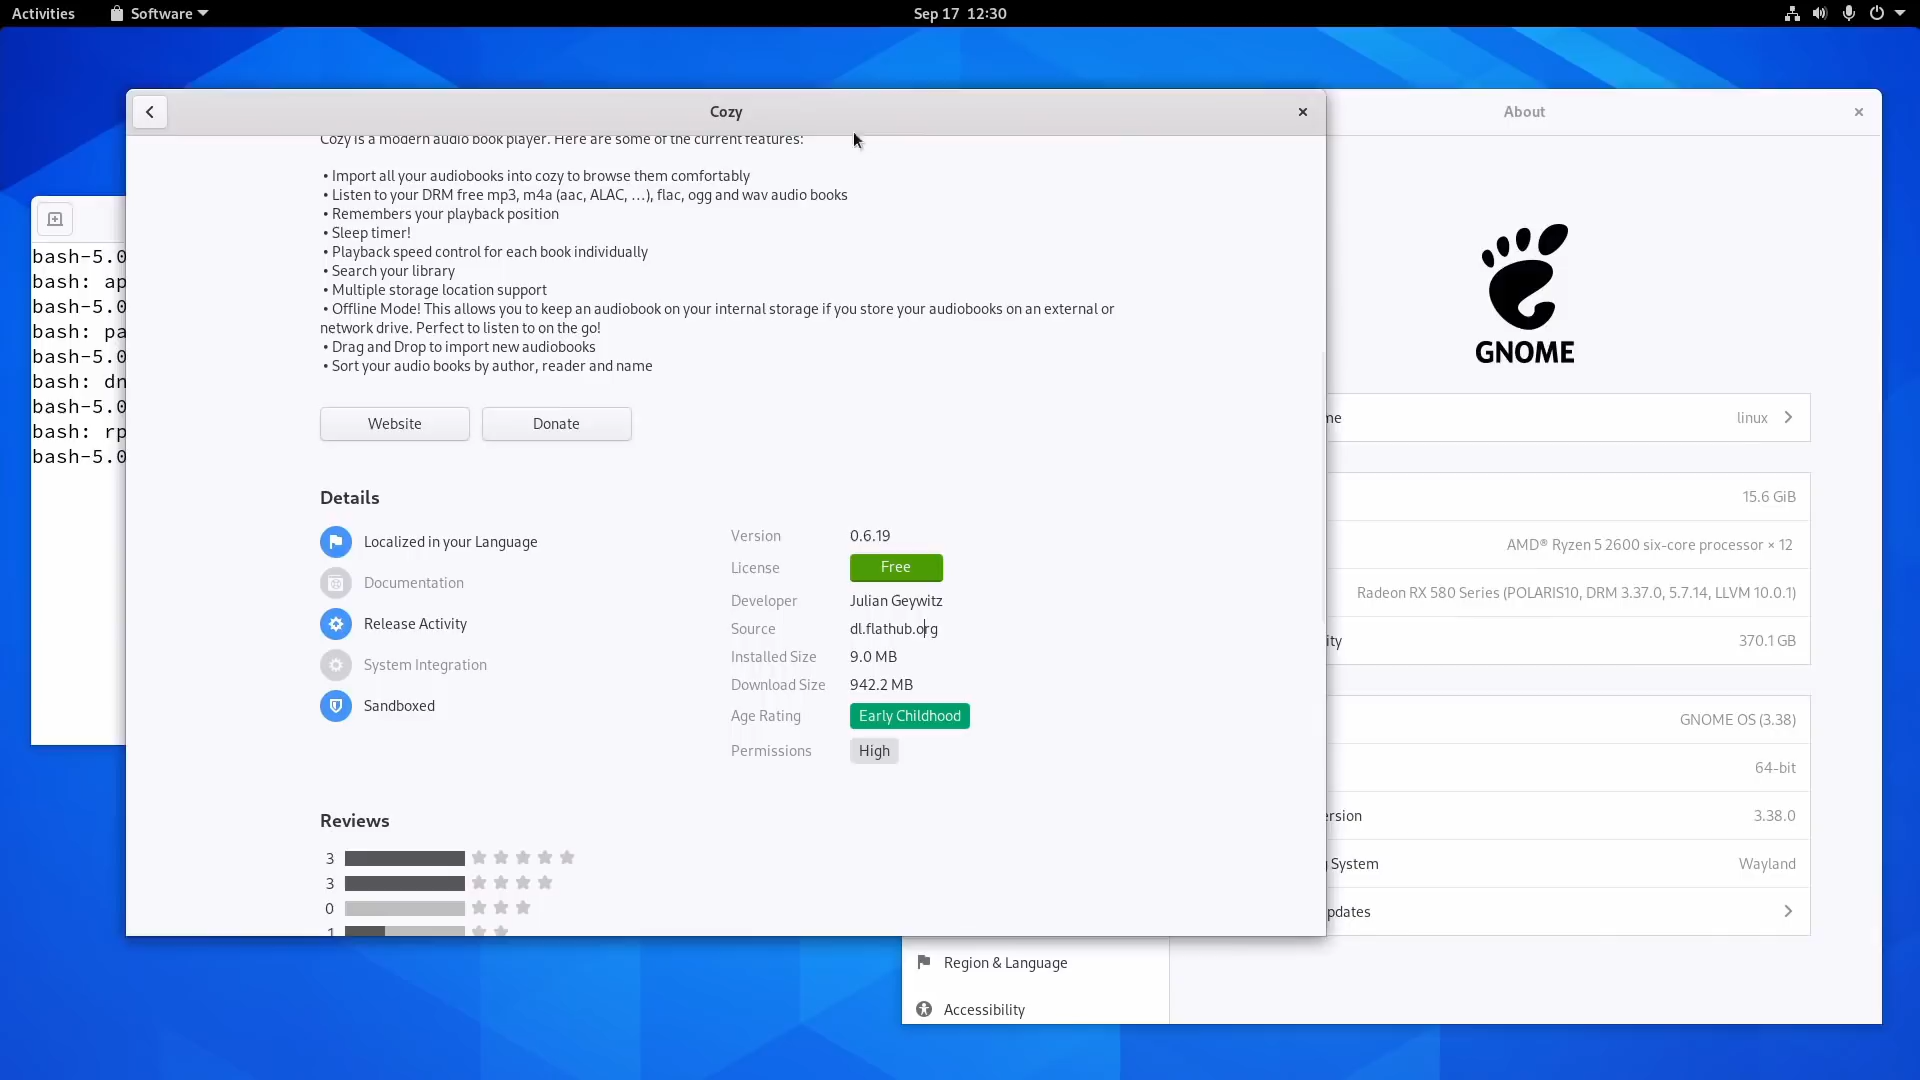 Activities
Software
Sep 17 12:30
Cozy
Cozy is a modern audio book player. Here are some of the current features:
• Import all your audiobooks into cozy to browse them comfortably
• Listen to your DRM free mp3, m4a (aac, ALAC, …), flac, ogg and wav audio books
• Remembers your playback position
• Sleep timer!
• Playback speed control for each book individually
• Search your library
• Multiple storage location support
• Offline Mode! This allows you to keep an audiobook on your internal storage if you store your audiobooks on an external or
network drive. Perfect to listen to on the go!
• Drag and Drop to import new audiobooks
• Sort your audio books by author, reader and name
Website
Donate
Details
Localized in your Language
Documentation
Release Activity
System Integration
Sandboxed
Version 0.6.19
License Free
Developer Julian Geywitz
Source dl.flathub.org
Installed Size 9.0 MB
Download Size 942.2 MB
Age Rating Early Childhood
Permissions High
Reviews
3
3
0
1
bash-5.0
bash: ap
bash-5.0
bash: pa
bash-5.0
bash: dn
bash-5.0
bash: rp
bash-5.0
About
GNOME
me linux
15.6 GiB
AMD® Ryzen 5 2600 six-core processor × 12
Radeon RX 580 Series (POLARIS10, DRM 3.37.0, 5.7.14, LLVM 10.0.1)
ity 370.1 GB
GNOME OS (3.38)
64-bit
ersion 3.38.0
System Wayland
pdates
Region & Language
Accessibility